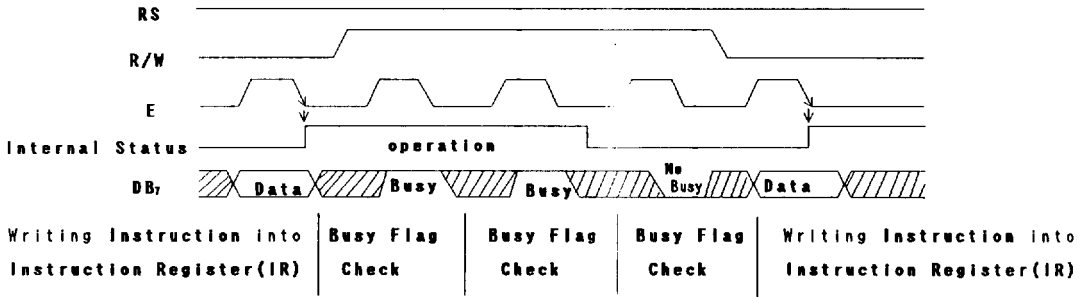 RS
R/W
E
Internal Status operation
No
DB7 Data Busy Busy Busy Data
Writing Instruction into Busy Flag Busy Flag Busy Flag Writing Instruction into
Instruction Register(IR) Check Check Check Instruction Register(IR)